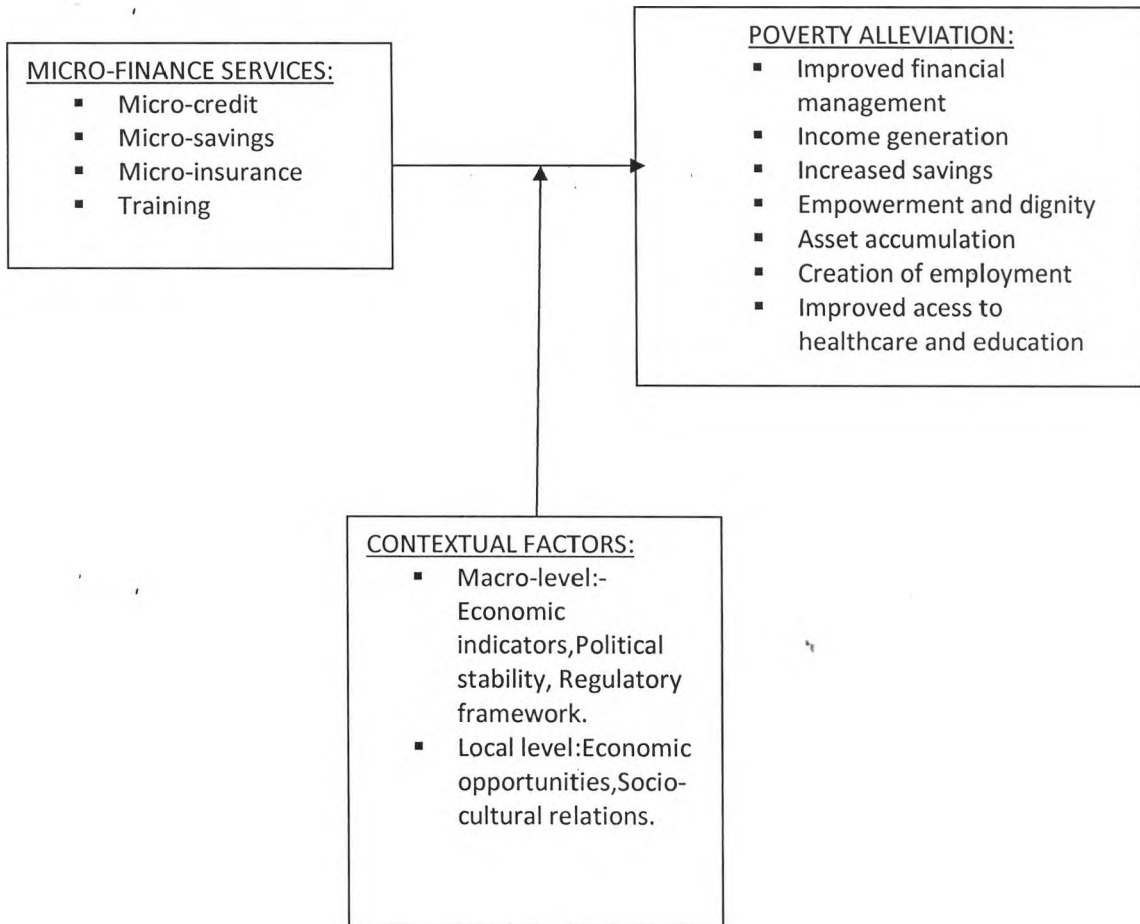 MICRO-FINANCE SERVICES:
▪ Micro-credit
▪ Micro-savings
▪ Micro-insurance
▪ Training
POVERTY ALLEVIATION:
▪ Improved financial
management
▪ Income generation
▪ Increased savings
▪ Empowerment and dignity
▪ Asset accumulation
▪ Creation of employment
▪ Improved acess to
healthcare and education
CONTEXTUAL FACTORS:
▪ Macro-level:-
Economic
indicators,Political
stability, Regulatory
framework.
▪ Local level:Economic
opportunities,Socio-
cultural relations.